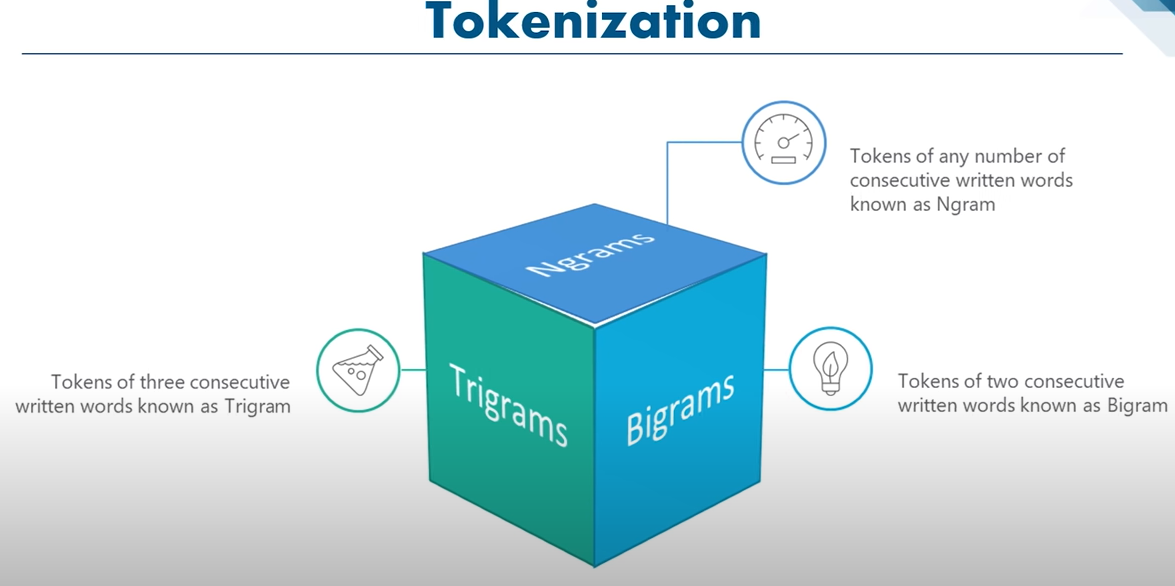 Tokenization
Tokens of any number of
consecutive written words
known as Ngram
Ngrams
Tokens of three consecutive
written words known as Trigram
Trigrams
Bigrams
Tokens of two consecutive
written words known as Bigram